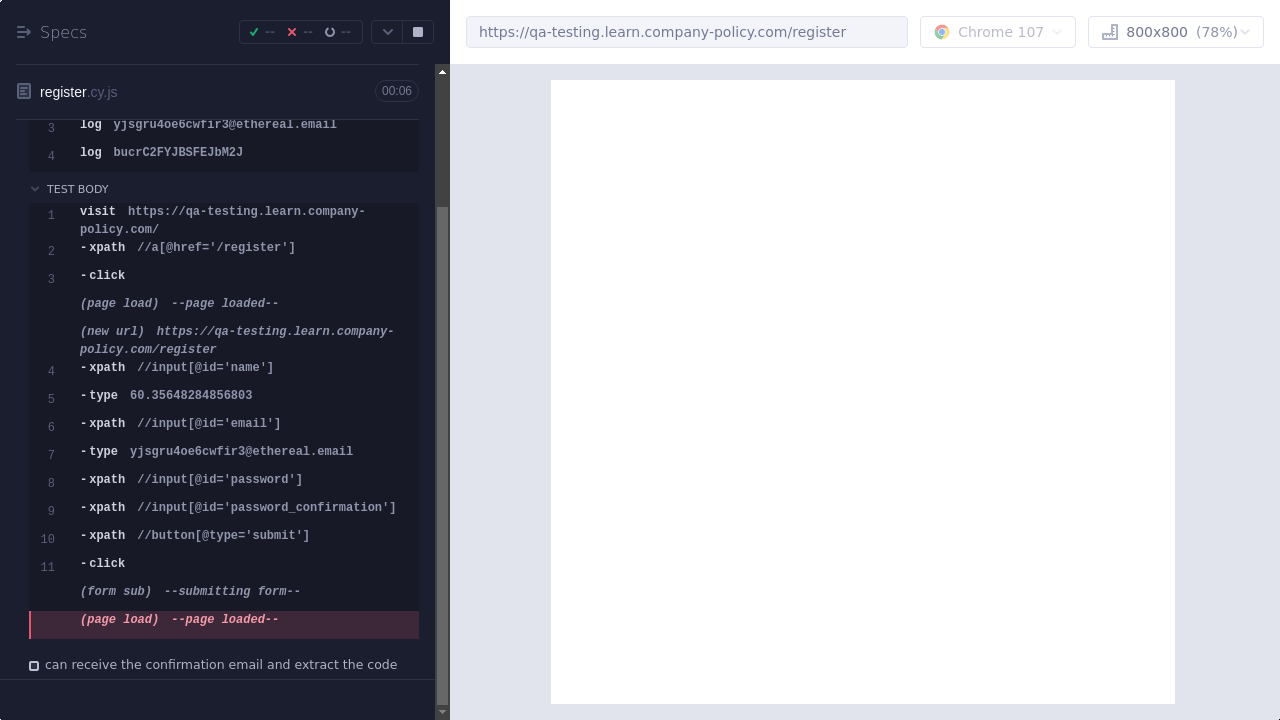 Specs
--
--
--
https://qa-testing.learn.company-policy.com/register
Chrome 107
800x800 (78%)
register.cy.js
00:06
3 log yjsgru4oe6cwfir3@ethereal.email
4 log bucrC2FYJBSFEJbM2J
TEST BODY
1 visit https://qa-testing.learn.company-
policy.com/
2 -xpath //a[@href='/register']
3 -click
(page load) --page loaded--
(new url) https://qa-testing.learn.company-
policy.com/register
4 -xpath //input[@id='name']
5 -type 60.35648284856803
6 -xpath //input[@id='email']
7 -type yjsgru4oe6cwfir3@ethereal.email
8 -xpath //input[@id='password']
9 -xpath //input[@id='password_confirmation']
10 -xpath //button[@type='submit']
11 -click
(form sub) --submitting form--
(page load) --page loaded--
can receive the confirmation email and extract the code